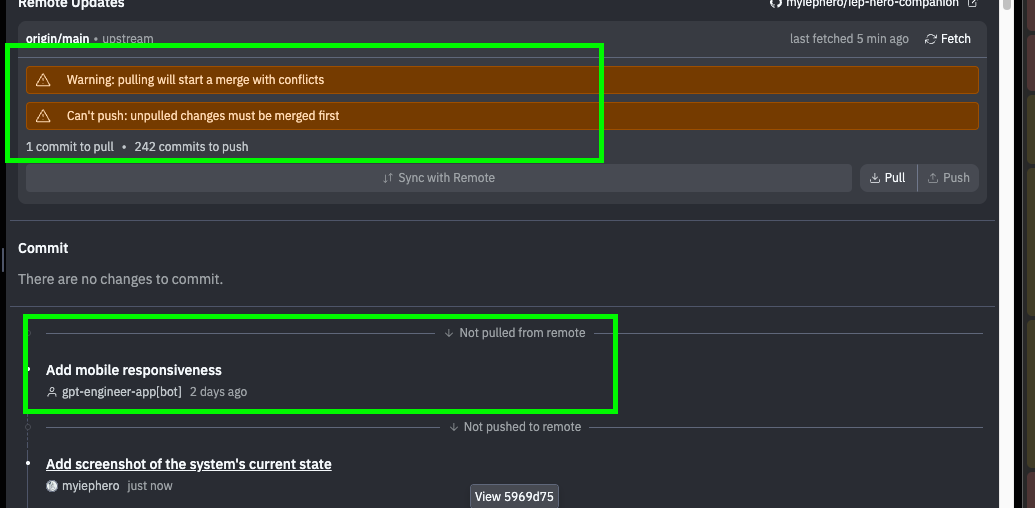 Remote Updates
myiephero/iep-hero-companion
origin/main • upstream
last fetched 5 min ago
Fetch
Warning: pulling will start a merge with conflicts
Can't push: unpulled changes must be merged first
1 commit to pull • 242 commits to push
Sync with Remote
Pull
Push
Commit
There are no changes to commit.
Not pulled from remote
Add mobile responsiveness
gpt-engineer-app[bot] 2 days ago
Not pushed to remote
Add screenshot of the system's current state
myiephero just now
View 5969d75